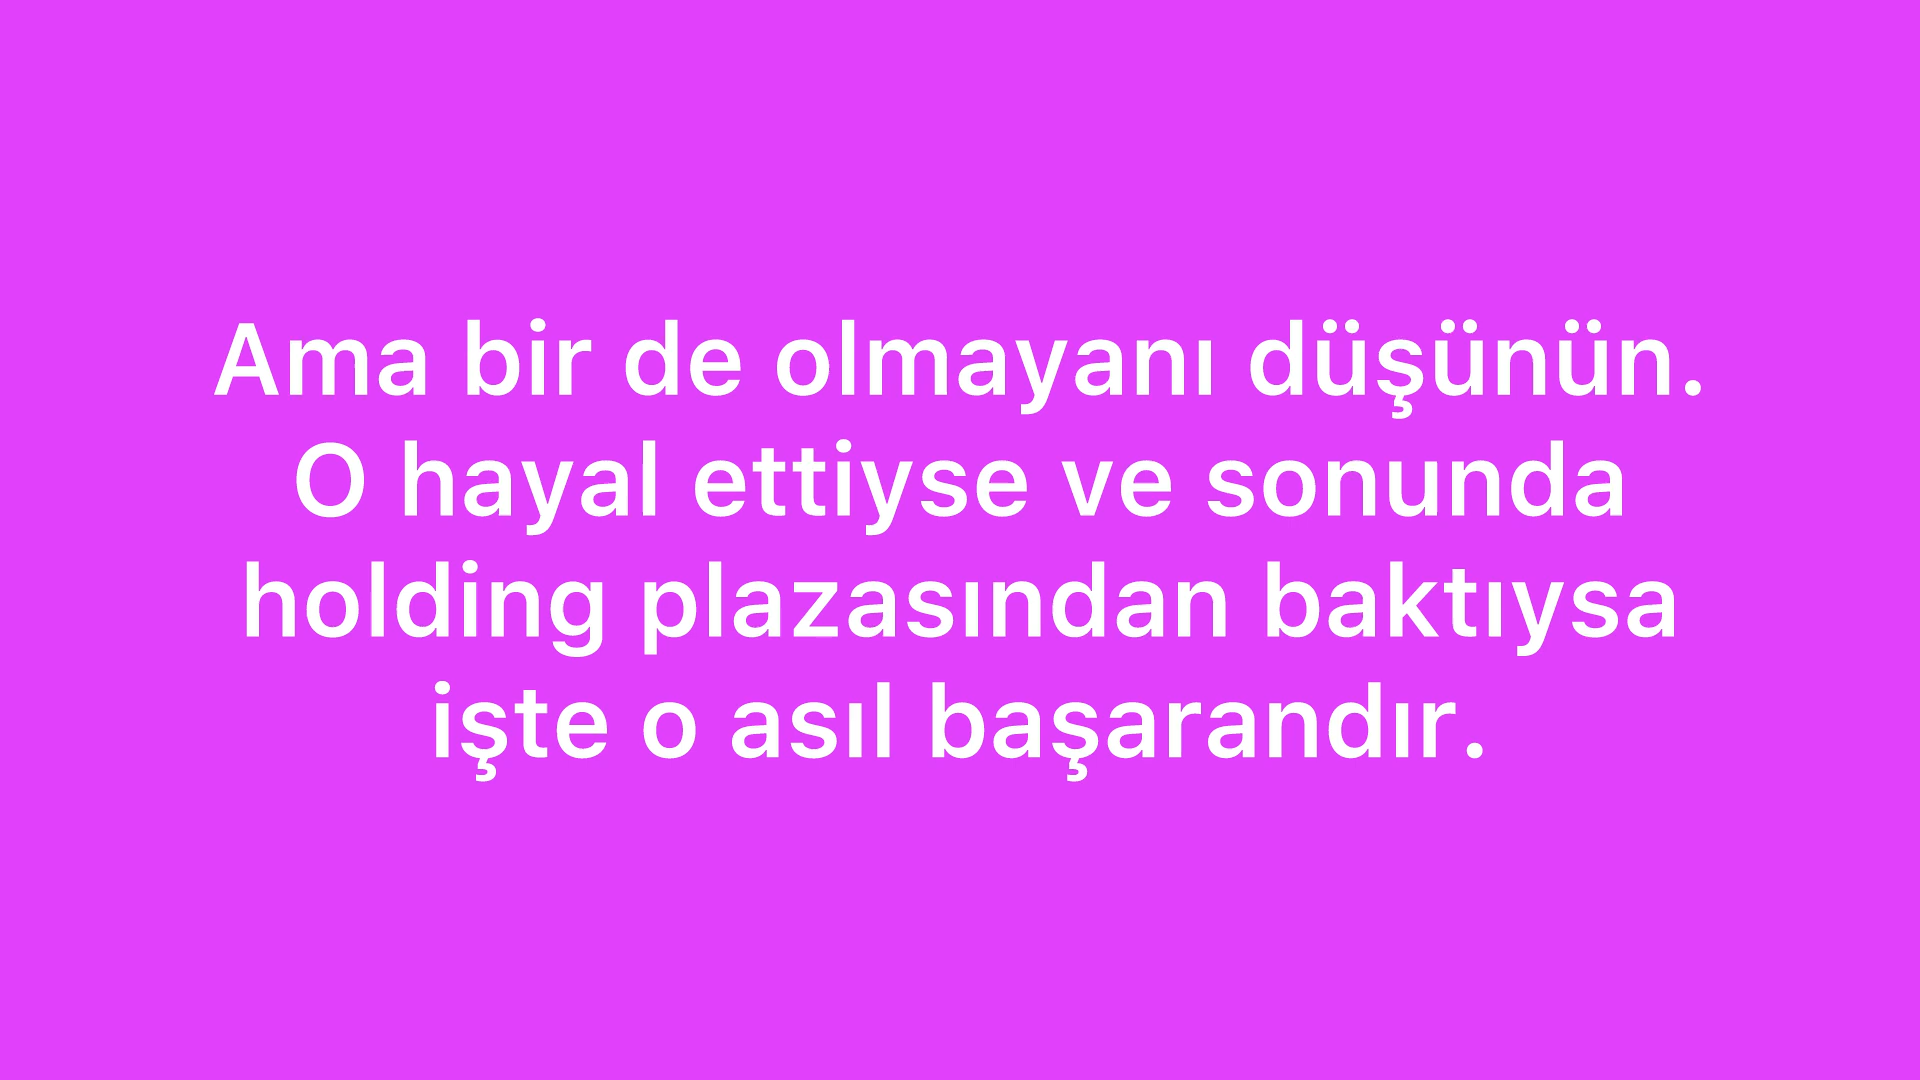 Ama bir de olmayanı düşünün.
O hayal ettiyse ve sonunda
holding plazasından baktıysa
işte o asıl başarandır.